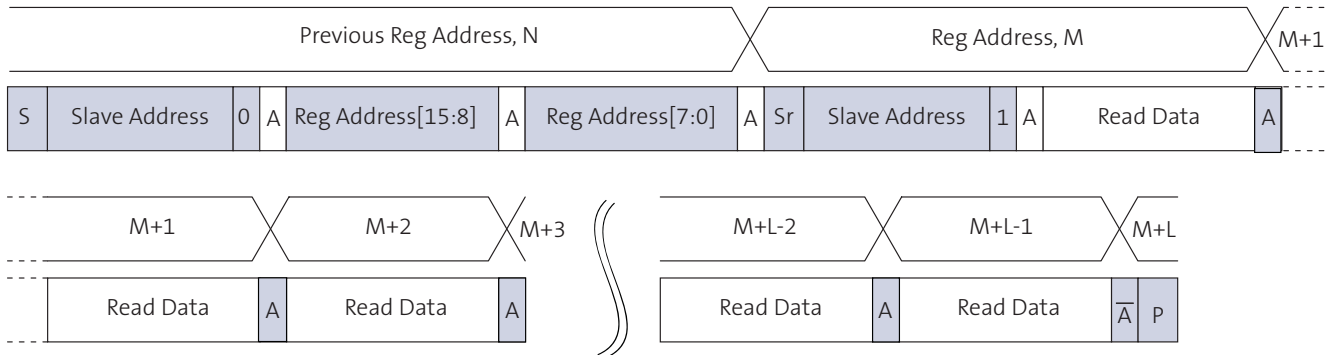 Previous Reg Address, N Reg Address, M M+1
S Slave Address 0 A Reg Address[15:8] A Reg Address[7:0] A Sr Slave Address 1 A Read Data A
M+1 M+2 M+3 M+L-2 M+L-1 M+L
Read Data A Read Data A Read Data A Read Data A̅ P